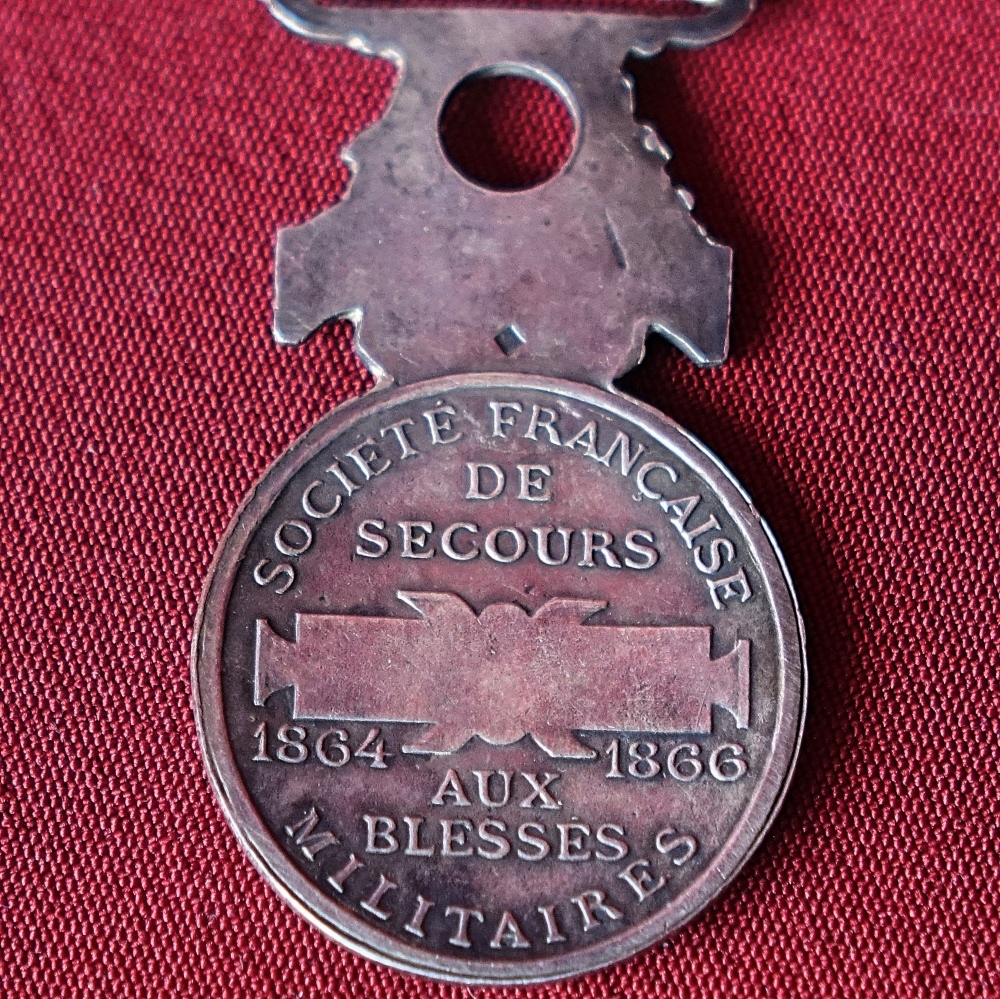 SOCIÉTÉ FRANÇAISE
DE
SECOURS
1864 1866
AUX
BLESSÉS
MILITAIRES